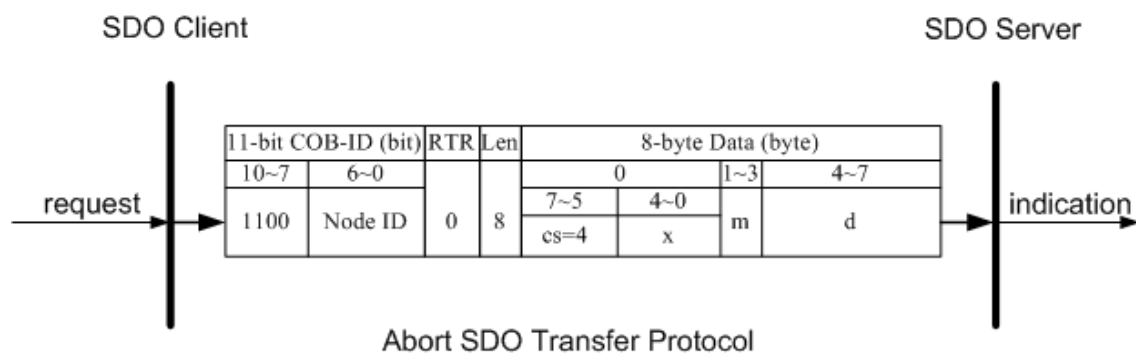 SDO Client
SDO Server
11-bit COB-ID (bit) RTR Len 8-byte Data (byte)
10~7 6~0 0 1~3 4~7
request 1100 Node ID 0 8 7~5 4~0 m d indication
cs=4 x
Abort SDO Transfer Protocol